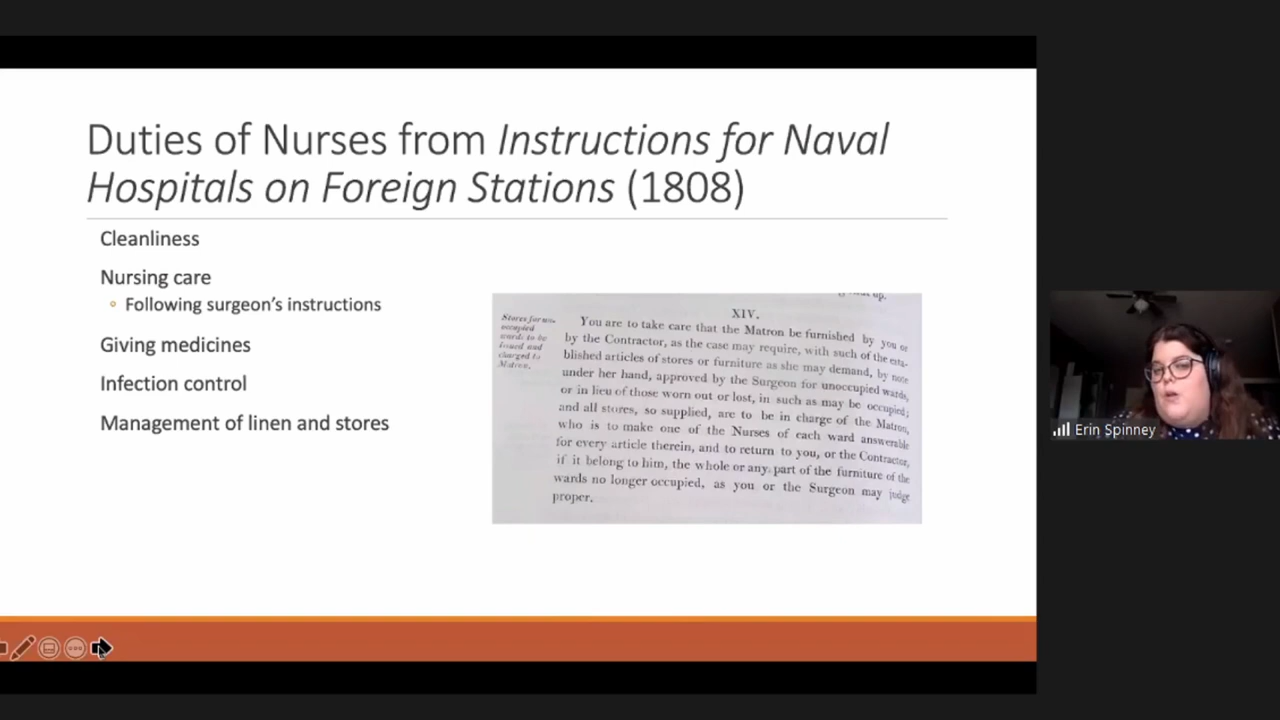 Duties of Nurses from Instructions for Naval
Hospitals on Foreign Stations (1808)
Cleanliness
Nursing care
Following surgeon's instructions
Giving medicines
Infection control
Management of linen and stores
up.
XIV.
Stores for un-
occupied
wards to be
issued and
charged to
Matron.
You are to take care that the Matron be furnished by you or
by the Contractor, as the case may require, with such of the esta-
blished articles of stores or furniture as she may demand, by note
under her hand, approved by the Surgeon for unoccupied wards,
or in lieu of those worn out or lost, in such as may be occupied;
and all stores, so supplied, are to be in charge of the Matron,
who is to make one of the Nurses of each ward answerable
for every article therein, and to return to you, or the Contractor,
if it belong to him, the whole or any part of the furniture of the
wards no longer occupied, as you or the Surgeon may judge
proper.
Erin Spinney